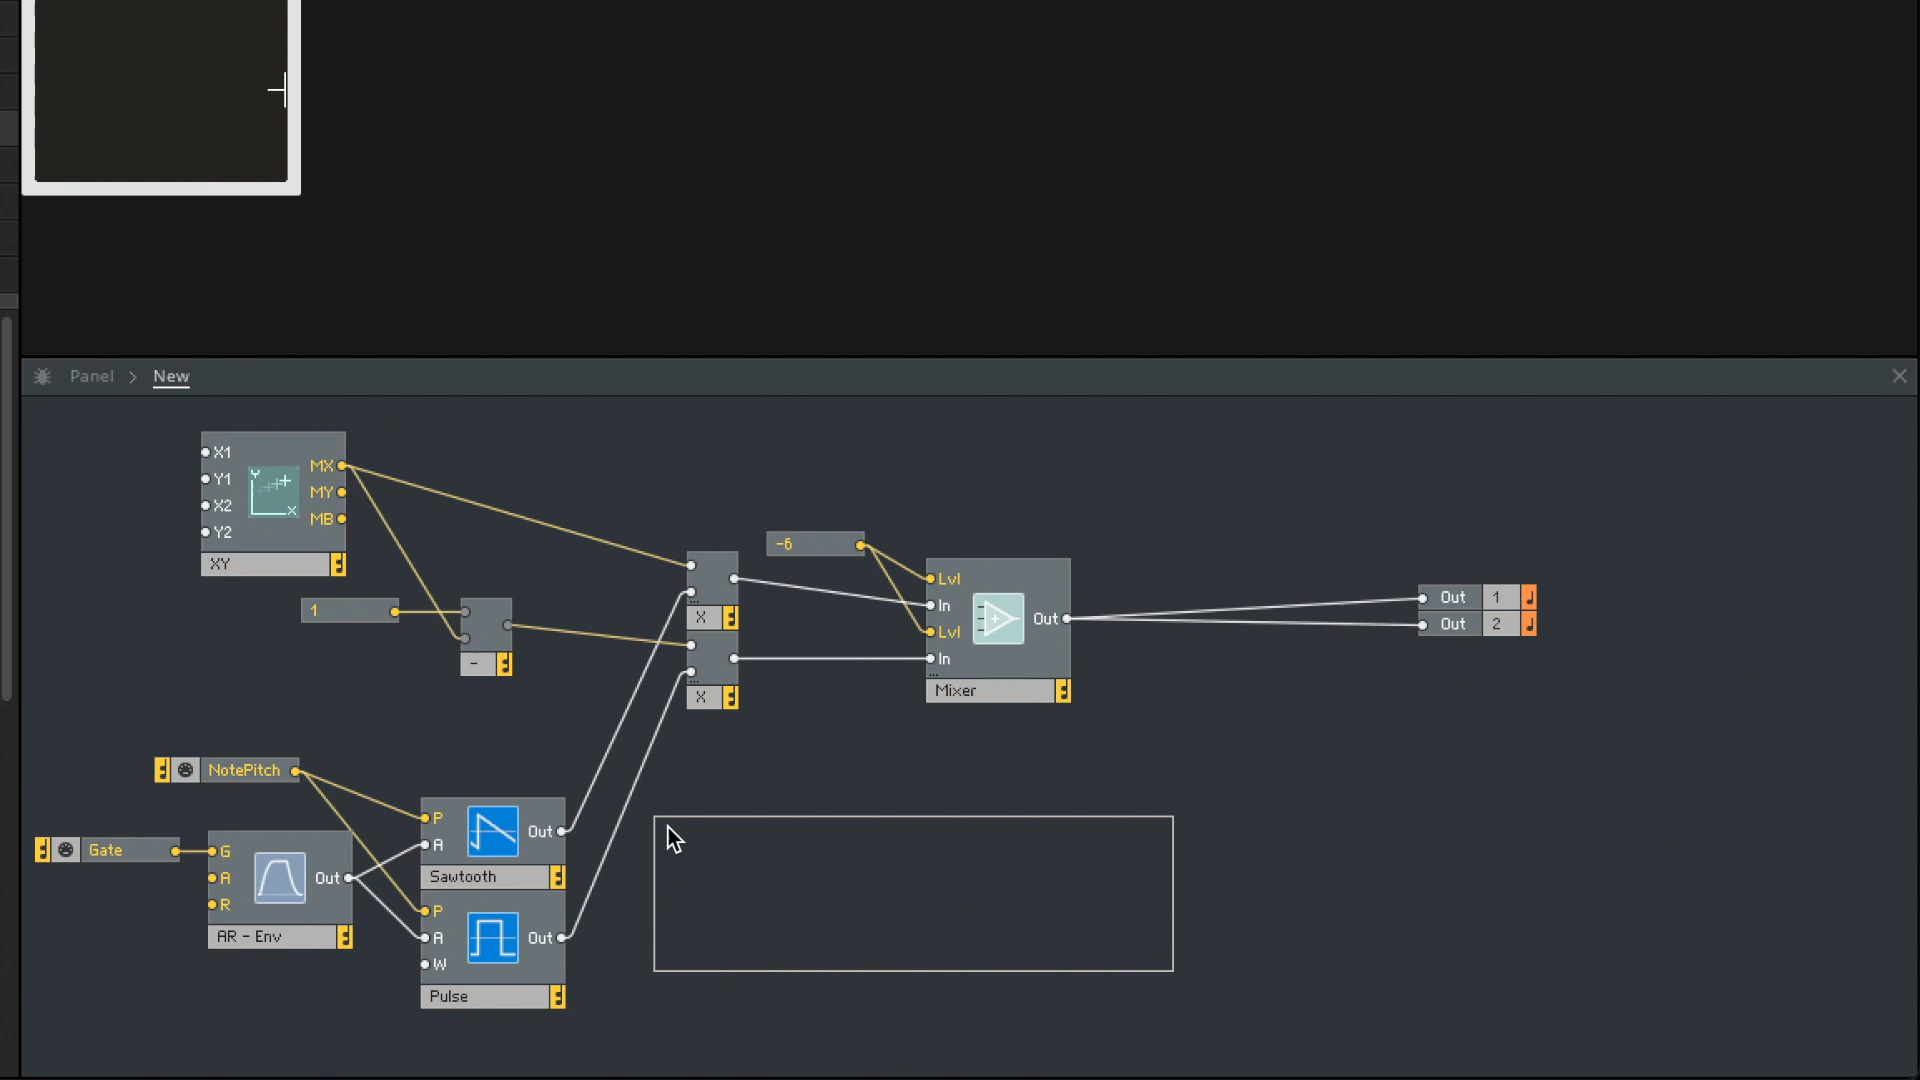 Panel > New
X1
Y1
X2
Y2
MX
MY
MB
Y
X
XY
1
-
X
X
-6
Lvl
In
Lvl
In
Out
Mixer
Out 1
Out 2
NotePitch
Gate
G
A
R
Out
AR - Env
P
A
Out
Sawtooth
P
A
W
Out
Pulse